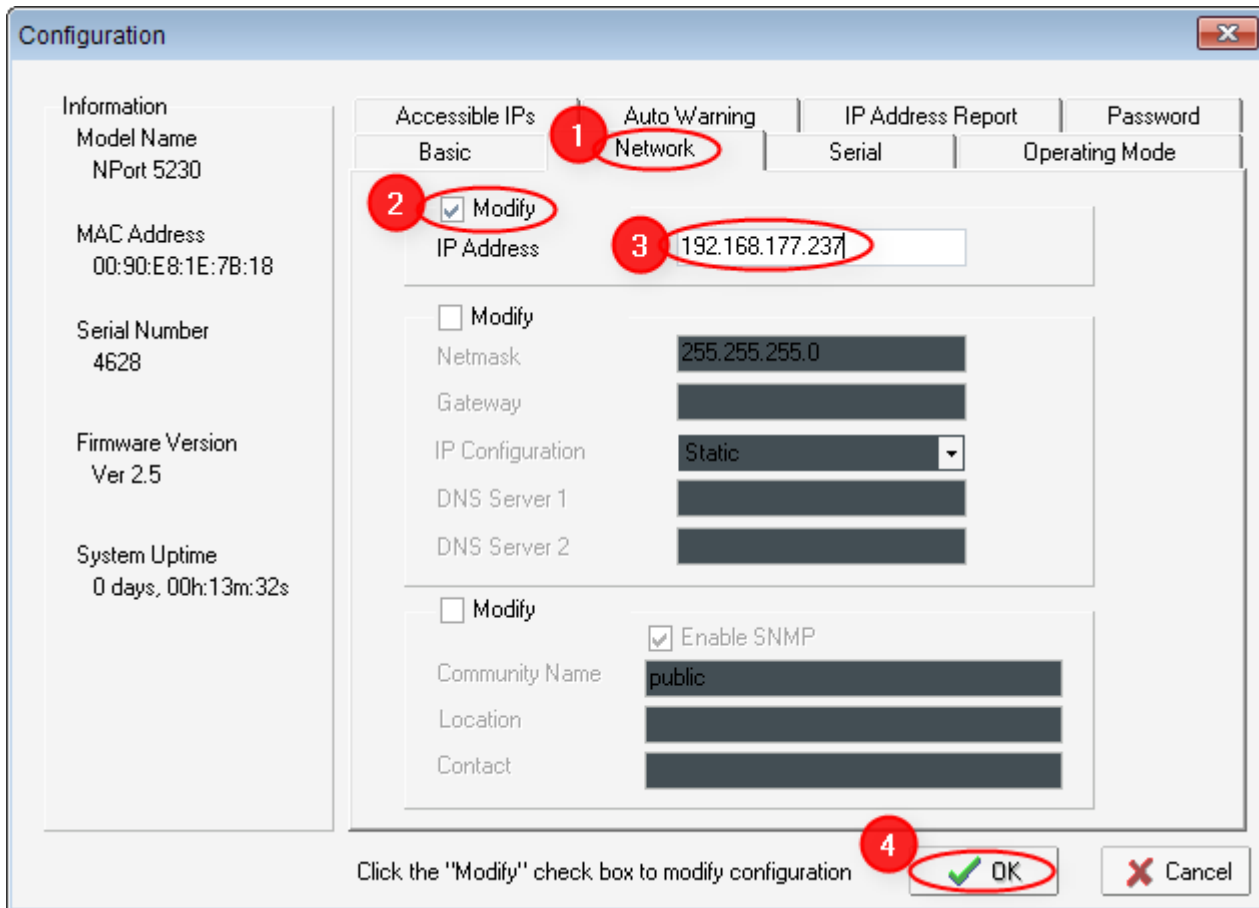 Configuration
Information
Model Name
NPort 5230
MAC Address
00:90:E8:1E:7B:18
Serial Number
4628
Firmware Version
Ver 2.5
System Uptime
0 days, 00h:13m:32s
Accessible IPs Auto Warning IP Address Report Password
1
Basic Network Serial Operating Mode
2 Modify
IP Address 3 192.168.177.237
Modify
Netmask 255.255.255.0
Gateway
IP Configuration Static
DNS Server 1
DNS Server 2
Modify
Enable SNMP
Community Name public
Location
Contact
4
Click the "Modify" check box to modify configuration OK Cancel